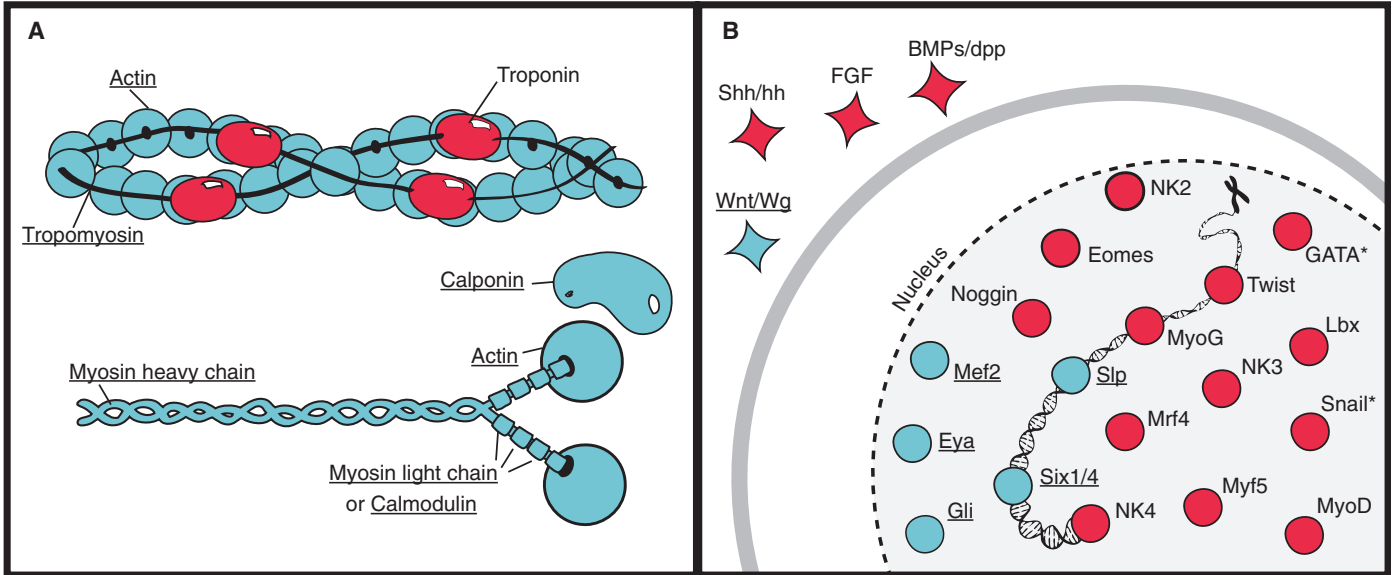 A
Actin
Troponin
Tropomyosin
Calponin
Actin
Myosin heavy chain
Myosin light chain
or Calmodulin
B
BMPs/dpp
FGF
Shh/hh
Wnt/Wg
Nucleus
NK2
Eomes
GATA*
Noggin
Twist
MyoG
Lbx
Mef2
Slp
NK3
Snail*
Mrf4
Eya
Six1/4
Myf5
Gli
NK4
MyoD